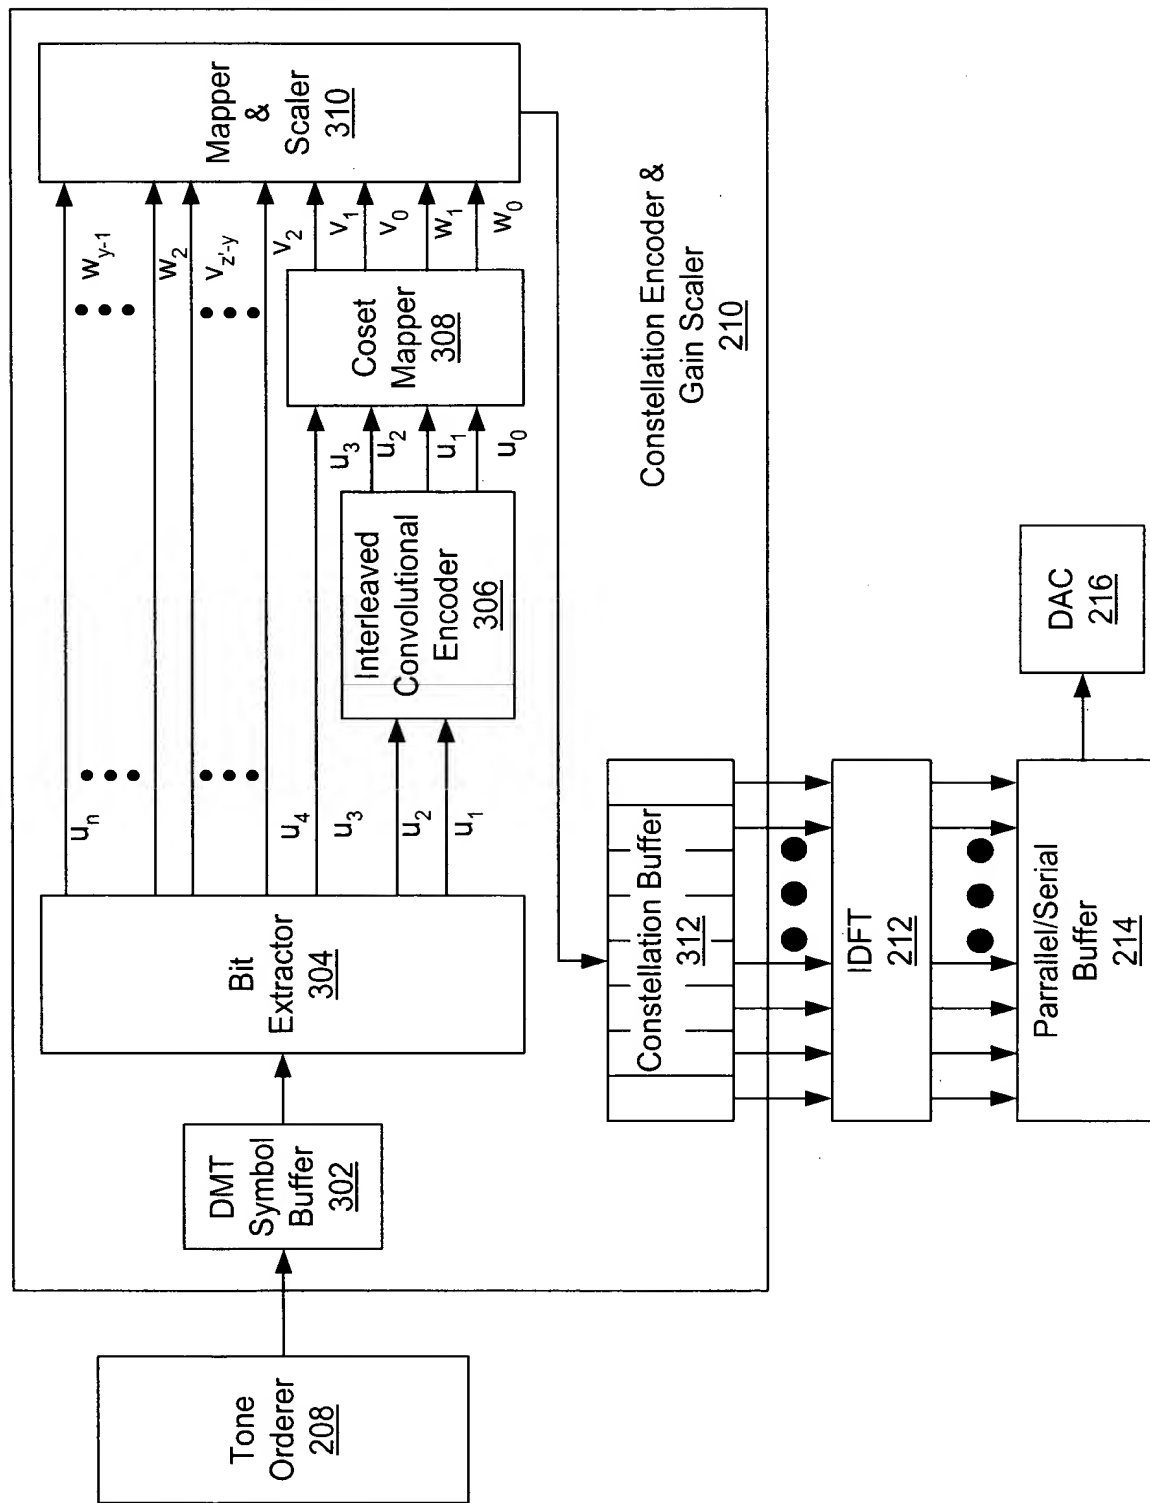 Tone
Orderer
208
DMT
Symbol
Buffer
302
Bit
Extractor
304
u_n
u_4
u_3
u_2
u_1
Interleaved
Convolutional
Encoder
306
u_3
u_2
u_1
u_0
Coset
Mapper
308
w_{y-1}
w_2
v_{z'-y}
v_2
v_1
v_0
w_1
w_0
Mapper
&
Scaler
310
Constellation Encoder &
Gain Scaler
210
Constellation Buffer
312
IDFT
212
Parrallel/Serial
Buffer
214
DAC
216